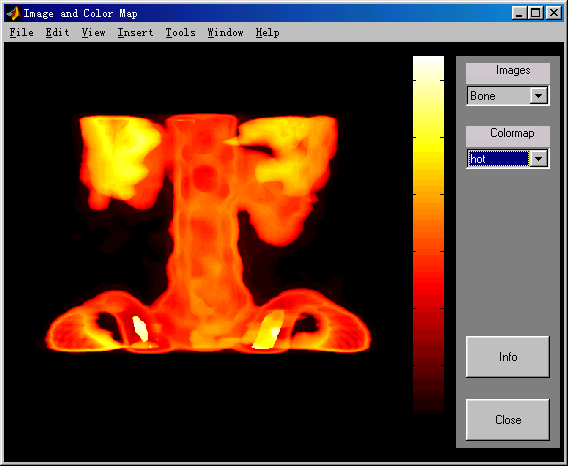 Image and Color Map
File Edit View Insert Tools Window Help
Images
Bone
Colormap
hot
Info
Close